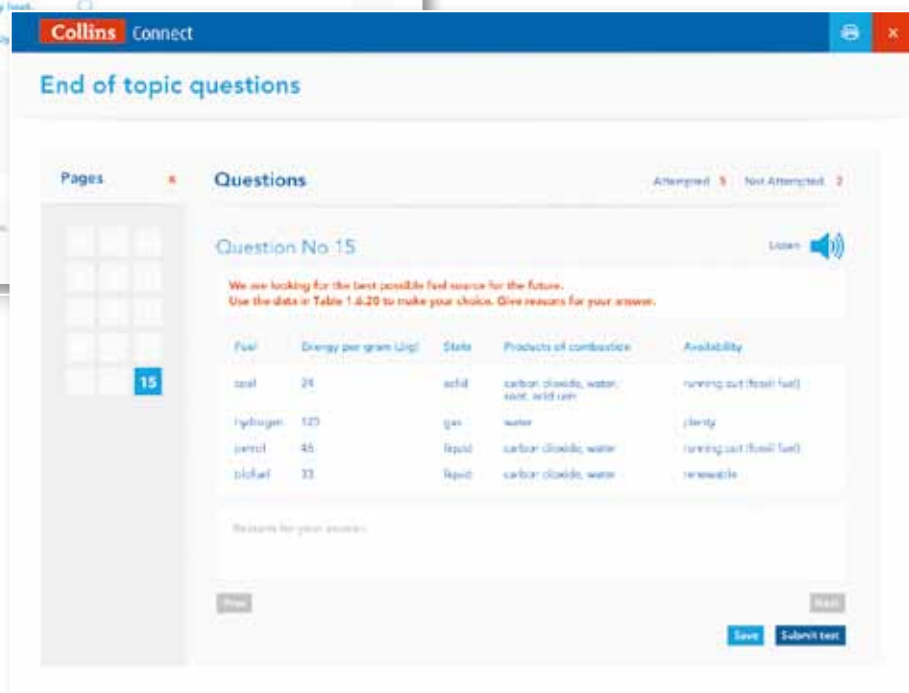 Collins Connect
End of topic questions
Pages x Questions Attempted Not Attempted 2
Question No 15 Listen
We are looking for the best possible fuel source for the future.
Use the data in Table 1.6.20 to make your choice. Give reasons for your answer.
Fuel Energy per gram (J/g) State Products of combustion Availability
coal solid carbon dioxide, water,
soot, acid rain running out (fossil fuel)
hydrogen gas water plenty
petrol 46 liquid carbon dioxide, water running out (fossil fuel)
biofuel 33 liquid carbon dioxide, water renewable
15
Reasons for your answer.
Prev Next
Save Submit test